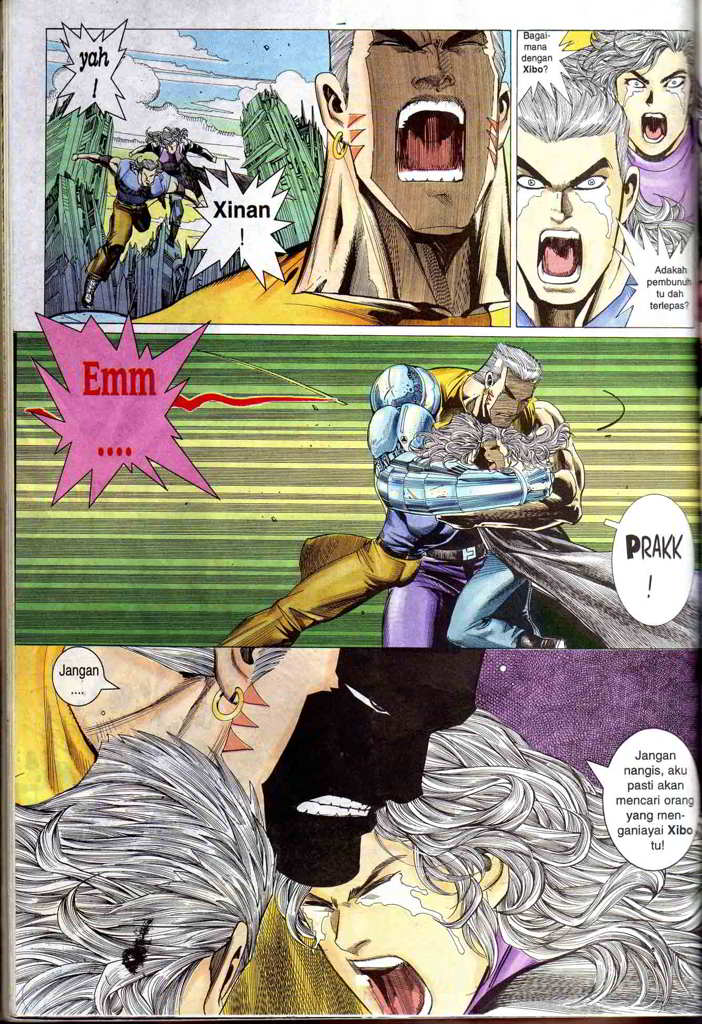 yah
!
Xinan
!
Bagai-
mana
dengan
Xibo?
Adakah
pembunuh
tu dah
terlepas?
Emm
....
PRAKK
!
Jangan
....
Jangan
nangis, aku
pasti akan
mencari orang
yang men-
ganiayai Xibo
tu!